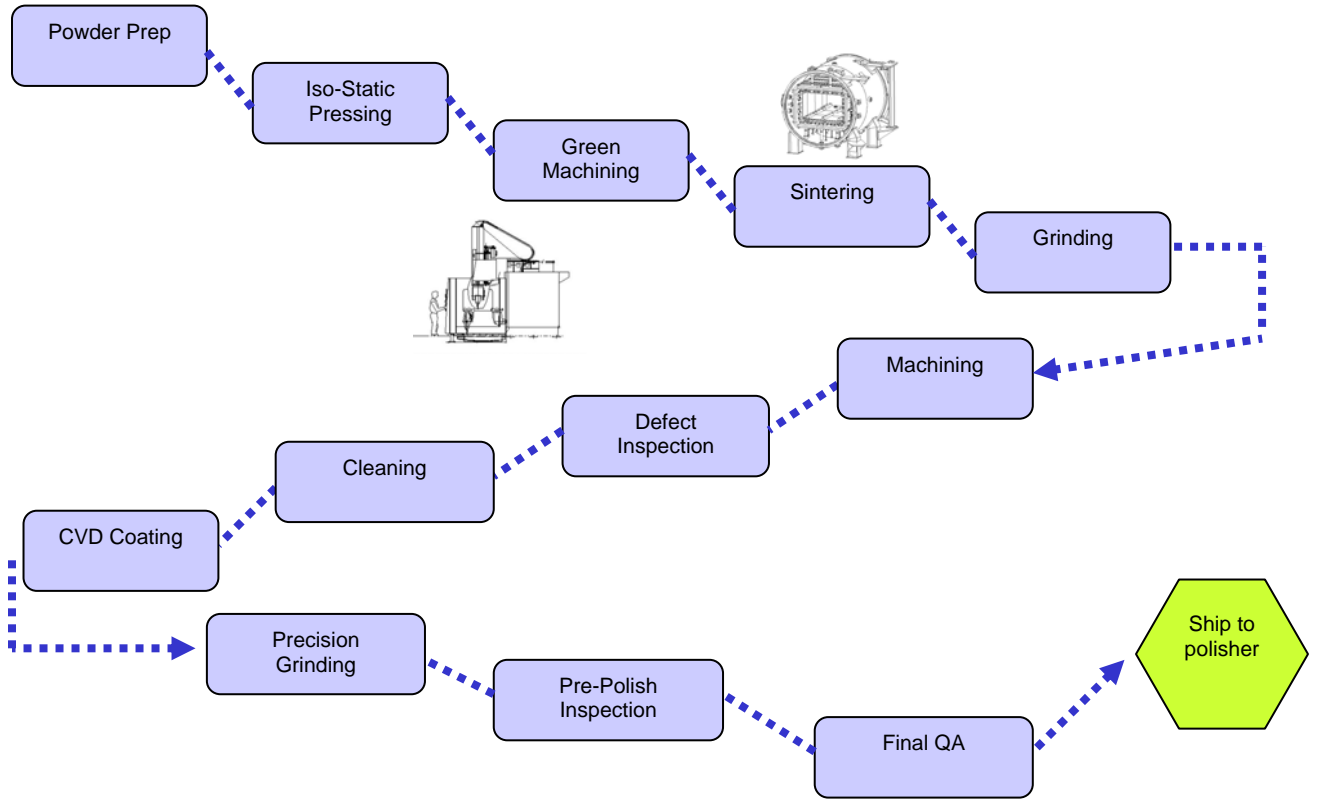 Powder Prep
Iso-Static
Pressing
Green
Machining
Sintering
Grinding
Machining
Defect
Inspection
Cleaning
CVD Coating
Precision
Grinding
Pre-Polish
Inspection
Final QA
Ship to
polisher